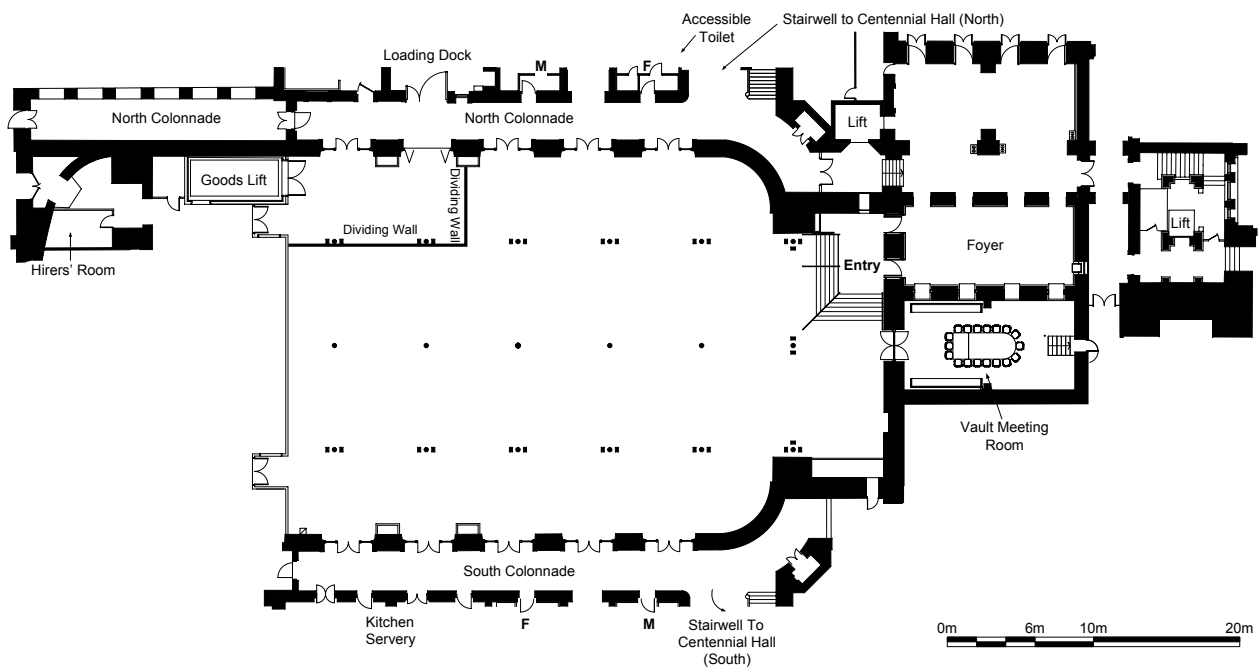 Accessible
Toilet
Stairwell to Centennial Hall (North)
Loading Dock
M
F
North Colonnade
North Colonnade
Lift
Goods Lift
Dividing Wall
Dividing Wall
Hirers' Room
Entry
Foyer
Lift
Vault Meeting
Room
South Colonnade
Kitchen
Servery
F
M
Stairwell To
Centennial Hall
(South)
0m
6m
10m
20m